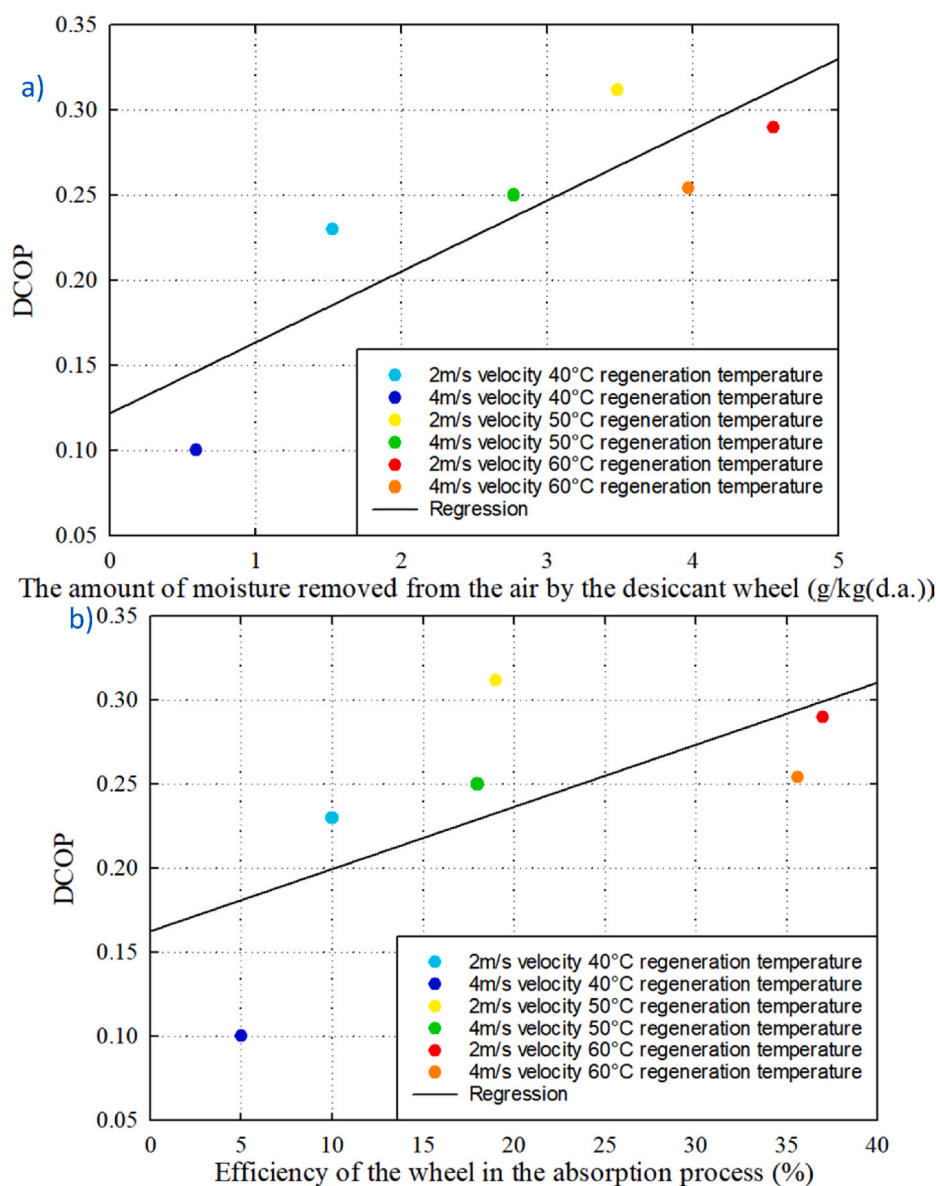 a)
0.35
0.30
0.25
0.20
0.15
0.10
0.05
DCOP
2m/s velocity 40°C regeneration temperature
4m/s velocity 40°C regeneration temperature
2m/s velocity 50°C regeneration temperature
4m/s velocity 50°C regeneration temperature
2m/s velocity 60°C regeneration temperature
4m/s velocity 60°C regeneration temperature
Regression
0 1 2 3 4 5
The amount of moisture removed from the air by the desiccant wheel (g/kg(d.a.))
b)
0.35
0.30
0.25
0.20
0.15
0.10
0.05
DCOP
2m/s velocity 40°C regeneration temperature
4m/s velocity 40°C regeneration temperature
2m/s velocity 50°C regeneration temperature
4m/s velocity 50°C regeneration temperature
2m/s velocity 60°C regeneration temperature
4m/s velocity 60°C regeneration temperature
Regression
0 5 10 15 20 25 30 35 40
Efficiency of the wheel in the absorption process (%)